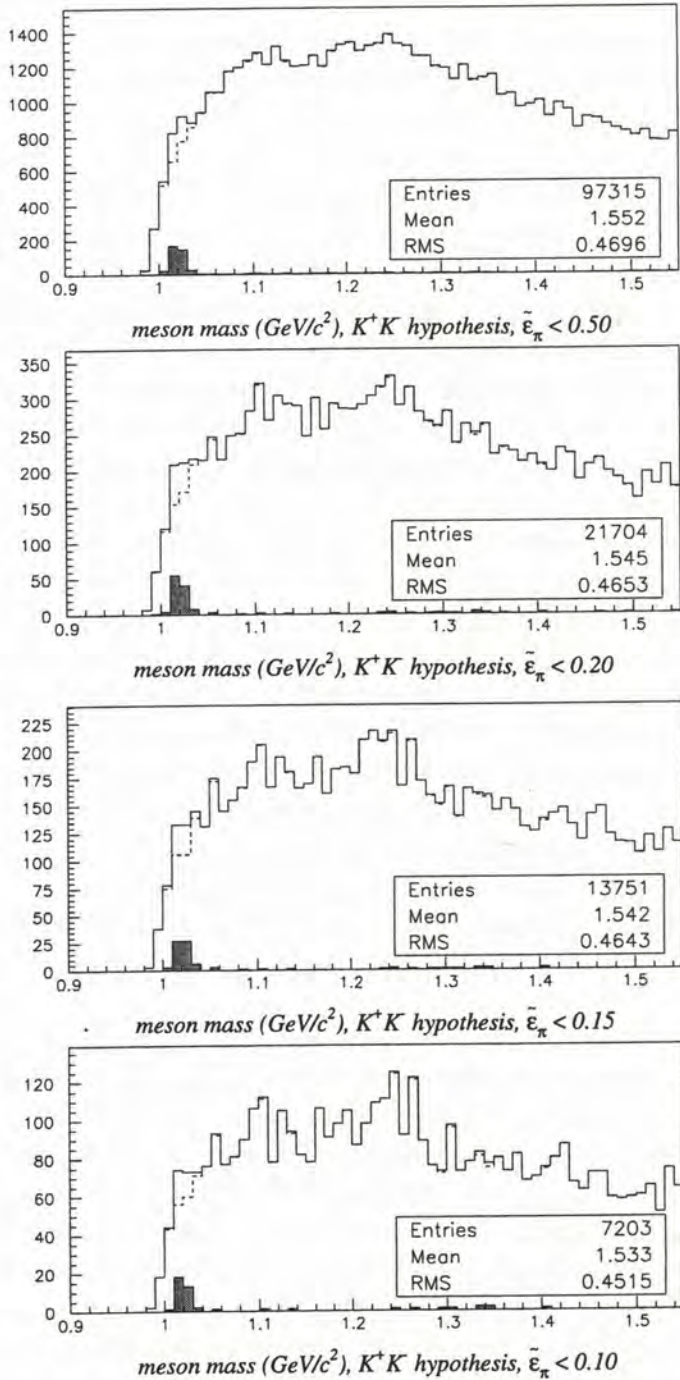 1400
1200
1000
800
600
400
200
0
Entries 97315
Mean 1.552
RMS 0.4696
0.9 1 1.1 1.2 1.3 1.4 1.5
meson mass (GeV/c²), K⁺K⁻ hypothesis, ε̃π < 0.50
350
300
250
200
150
100
50
0
Entries 21704
Mean 1.545
RMS 0.4653
0.9 1 1.1 1.2 1.3 1.4 1.5
meson mass (GeV/c²), K⁺K⁻ hypothesis, ε̃π < 0.20
225
200
175
150
125
100
75
50
25
0
Entries 13751
Mean 1.542
RMS 0.4643
0.9 1 1.1 1.2 1.3 1.4 1.5
meson mass (GeV/c²), K⁺K⁻ hypothesis, ε̃π < 0.15
120
100
80
60
40
20
0
Entries 7203
Mean 1.533
RMS 0.4515
0.9 1 1.1 1.2 1.3 1.4 1.5
meson mass (GeV/c²), K⁺K⁻ hypothesis, ε̃π < 0.10